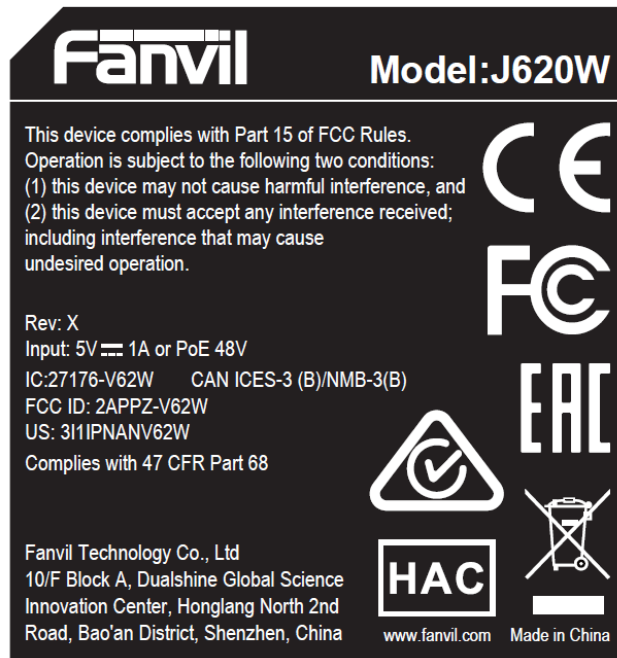 Fanvil
Model:J620W
This device complies with Part 15 of FCC Rules.
Operation is subject to the following two conditions:
(1) this device may not cause harmful interference, and
(2) this device must accept any interference received;
including interference that may cause
undesired operation.
CE
FC
Rev: X
Input: 5V⎓1A or PoE 48V
IC:27176-V62W CAN ICES-3 (B)/NMB-3(B)
FCC ID: 2APPZ-V62W
US: 3I1IPNANV62W
Complies with 47 CFR Part 68
EAC
Fanvil Technology Co., Ltd
10/F Block A, Dualshine Global Science
Innovation Center, Honglang North 2nd
Road, Bao'an District, Shenzhen, China
HAC
www.fanvil.com
Made in China